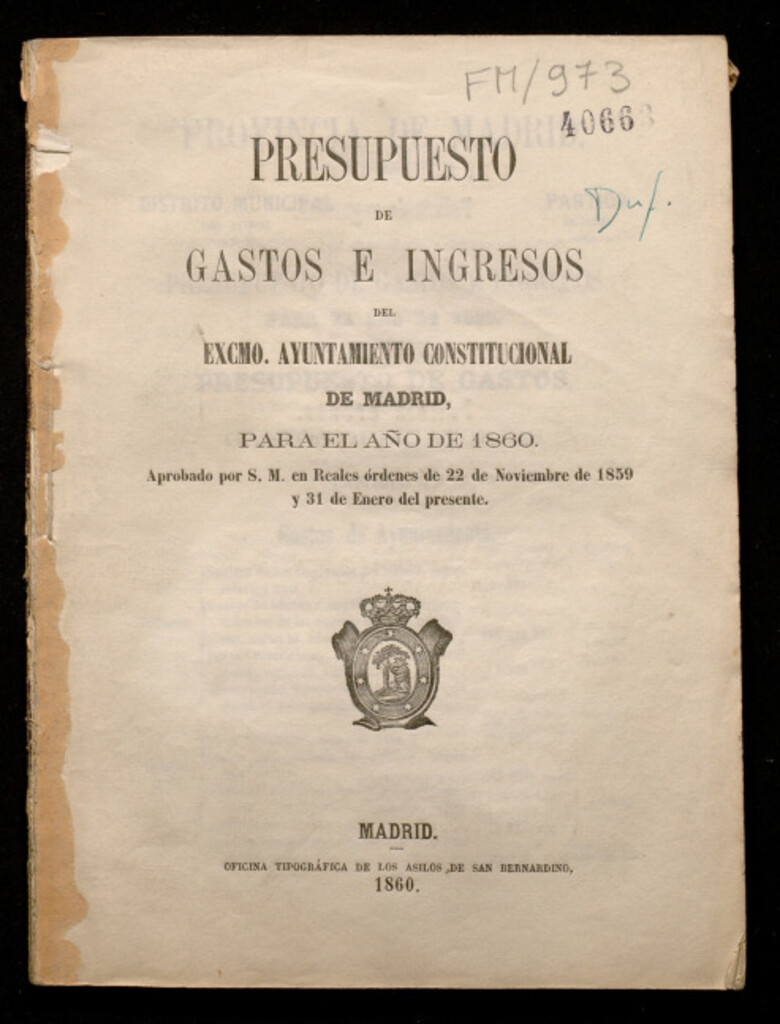 FM/973
40668
PRESUPUESTO
DE
GASTOS E INGRESOS
DEL
EXCMO. AYUNTAMIENTO CONSTITUCIONAL
DE MADRID,
PARA EL AÑO DE 1860.
Aprobado por S. M. en Reales órdenes de 22 de Noviembre de 1859
y 31 de Enero del presente.
MADRID.
OFICINA TIPOGRÁFICA DE LOS ASILOS DE SAN BERNARDINO,
1860.